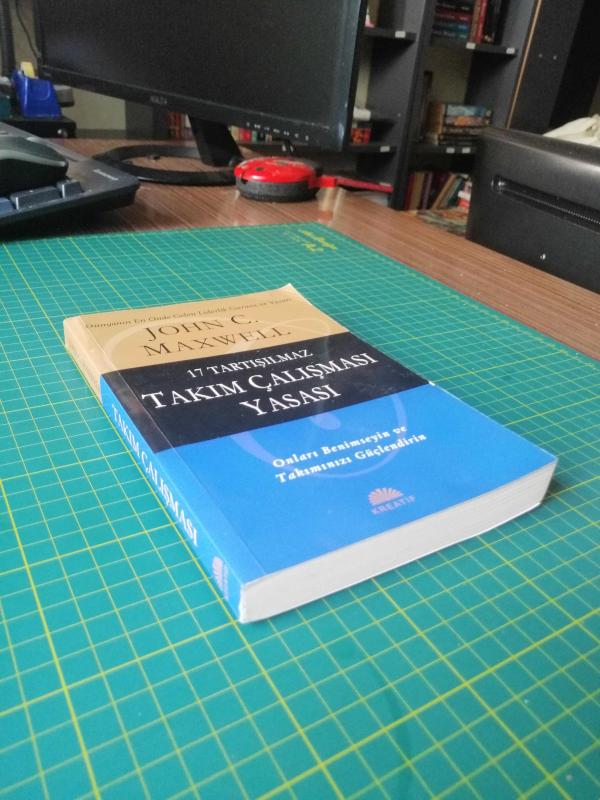 Dünyanın En Önde Gelen Liderlik Gurusu ve Yazarı
JOHN C.
MAXWELL
17 TARTIŞILMAZ
TAKIM ÇALIŞMASI
YASASI
Onları Benimseyin ve
Takımınızı Güçlendirin
KREATİF
TAKIM ÇALIŞMASI